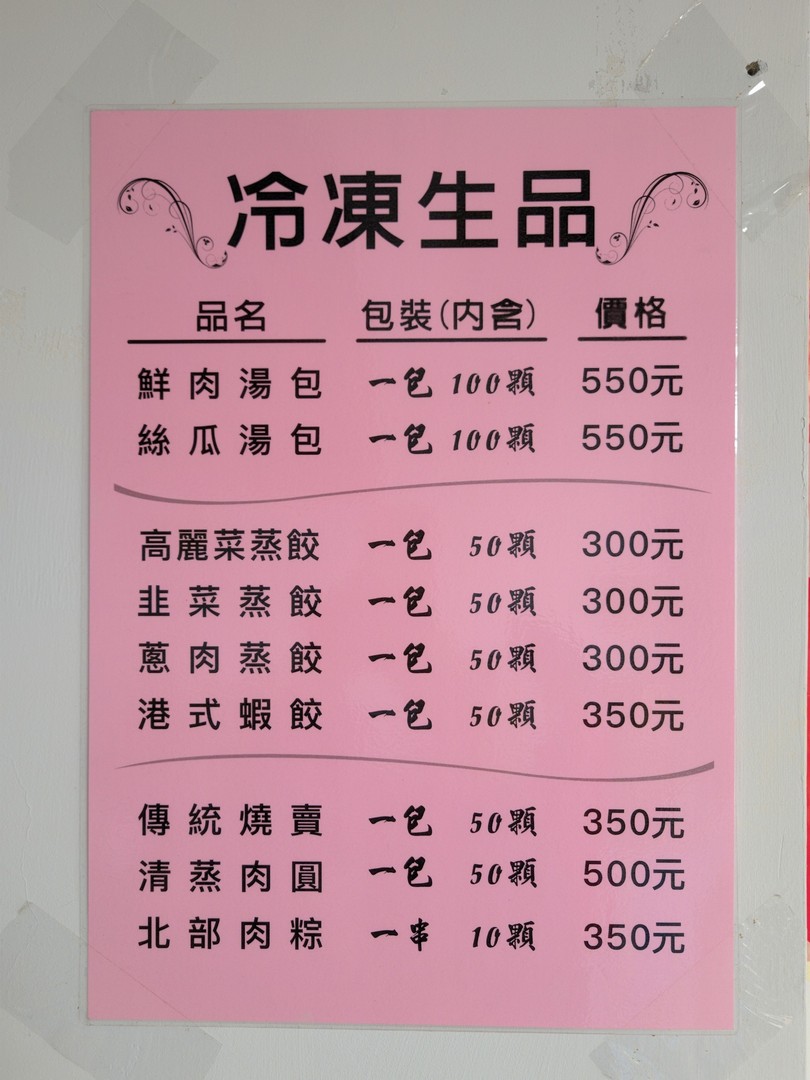 冷凍生品
品名 包裝(內含) 價格
鮮肉湯包 一包 100顆 550元
絲瓜湯包 一包 100顆 550元
高麗菜蒸餃 一包 50顆 300元
韭菜蒸餃 一包 50顆 300元
蔥肉蒸餃 一包 50顆 300元
港式蝦餃 一包 50顆 350元
傳統燒賣 一包 50顆 350元
清蒸肉圓 一包 50顆 500元
北部肉粽 一串 10顆 350元